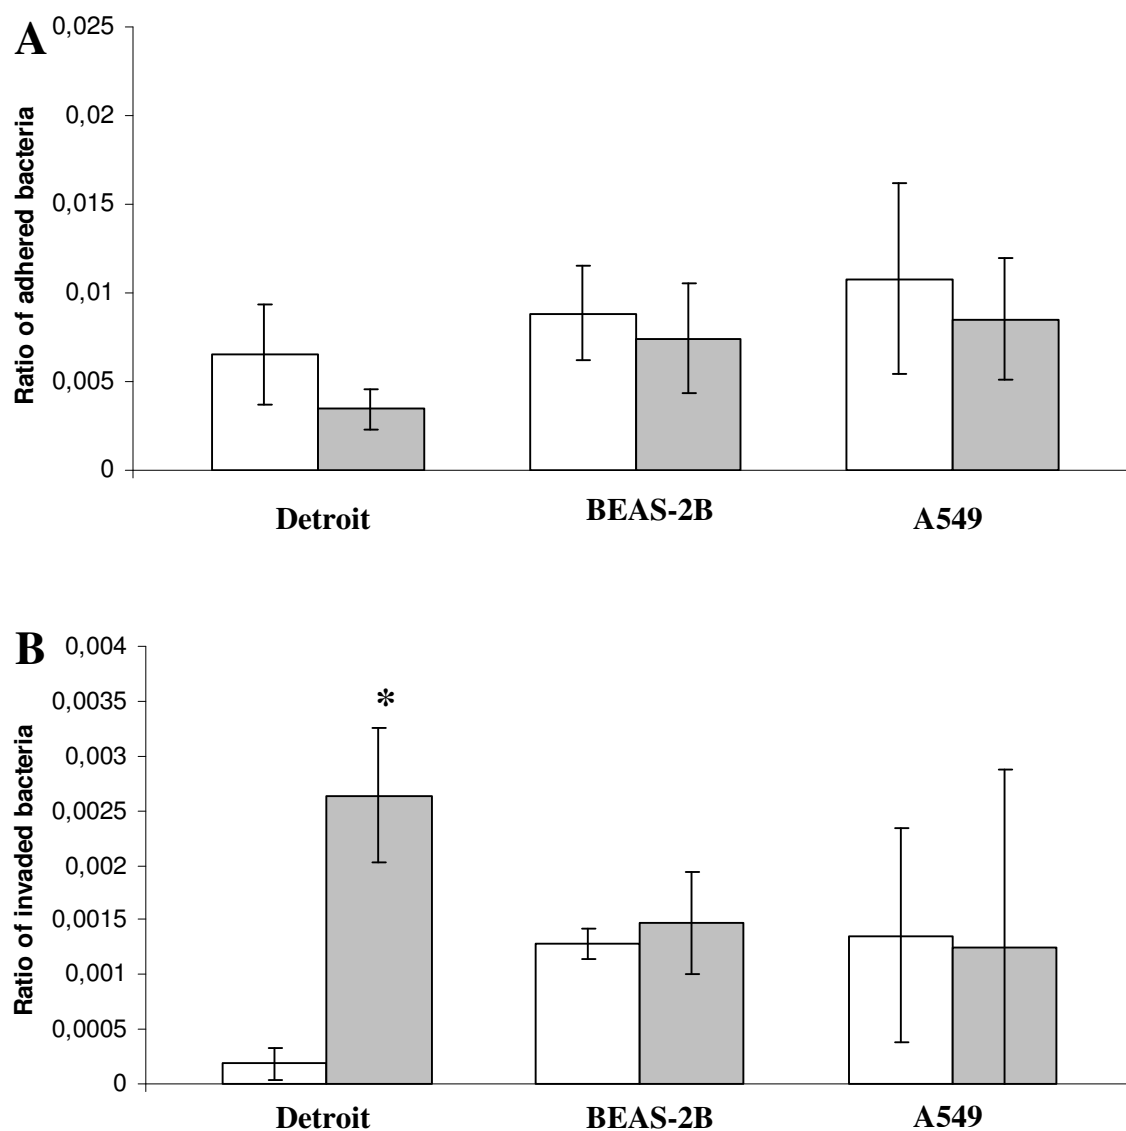 A
0,025
0,02
0,015
0,01
0,005
0
Ratio of adhered bacteria
Detroit BEAS-2B A549
B
0,004
0,0035
0,003
0,0025
0,002
0,0015
0,001
0,0005
0
Ratio of invaded bacteria
*
Detroit BEAS-2B A549